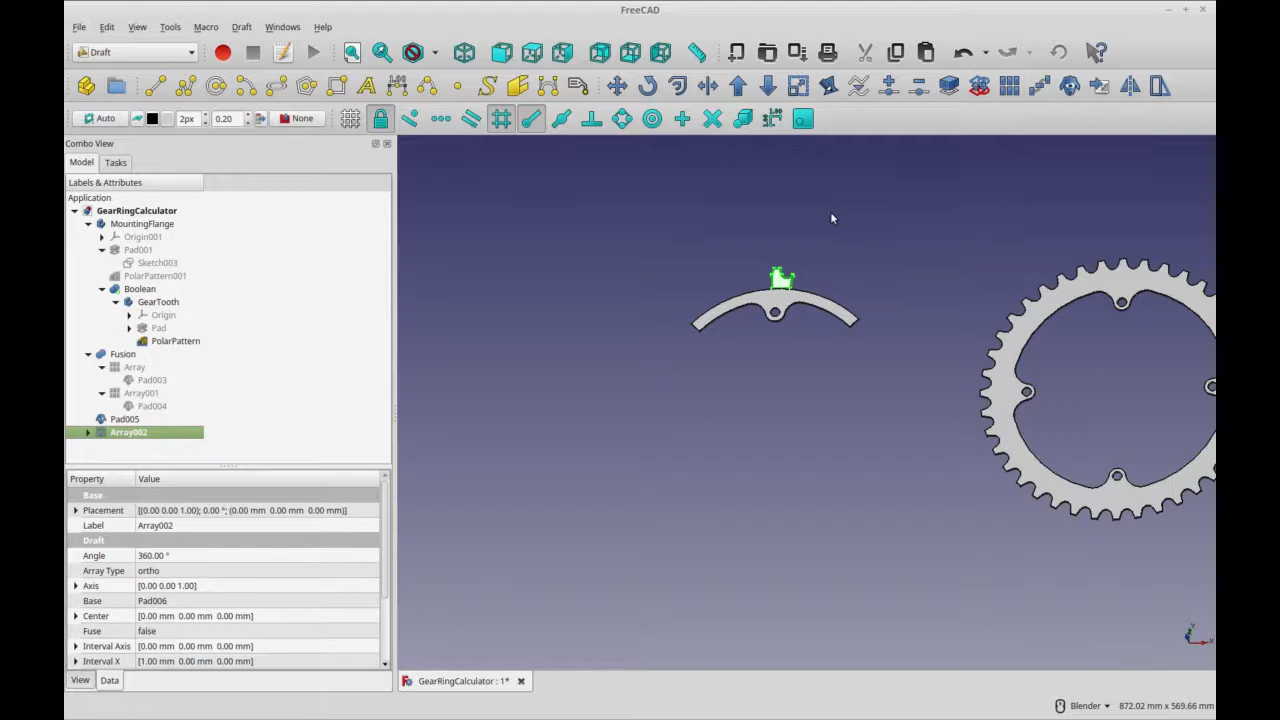 FreeCAD
File Edit View Tools Macro Draft Windows Help
Draft
Auto 2px 0.20 None
Combo View
Model Tasks
Labels & Attributes
Application
GearRingCalculator
MountingFlange
Origin001
Pad001
Sketch003
PolarPattern001
Boolean
GearTooth
Origin
Pad
PolarPattern
Fusion
Array
Pad003
Array001
Pad004
Pad005
Array002
Property Value
Base
Placement [(0.00 0.00 1.00); 0.00 °; (0.00 mm 0.00 mm 0.00 mm)]
Label Array002
Draft
Angle 360.00 °
Array Type ortho
Axis [0.00 0.00 1.00]
Base Pad006
Center [0.00 mm 0.00 mm 0.00 mm]
Fuse false
Interval Axis [0.00 mm 0.00 mm 0.00 mm]
Interval X [1.00 mm 0.00 mm 0.00 mm]
View Data
GearRingCalculator : 1*
Blender 872.02 mm x 569.66 mm